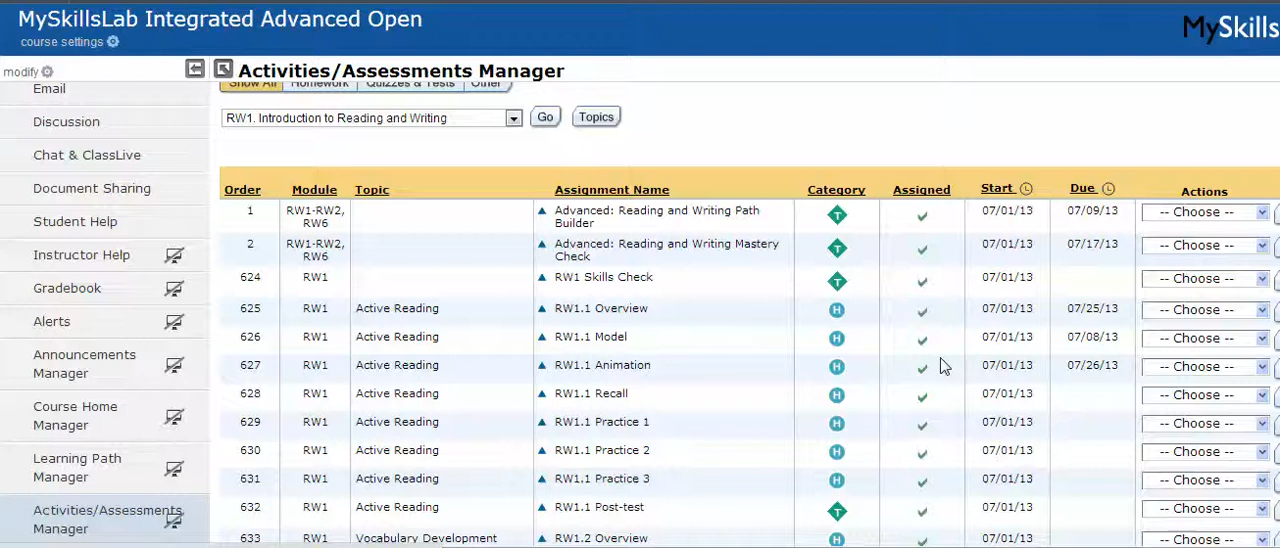 MySkillsLab Integrated Advanced Open
course settings
MySkills
modify
Activities/Assessments Manager
Email
Discussion
Chat & ClassLive
Document Sharing
Student Help
Instructor Help
Gradebook
Alerts
Announcements
Manager
Course Home
Manager
Learning Path
Manager
Activities/Assessments
Manager
Show All Homework Quizzes & Tests Other
RW1. Introduction to Reading and Writing Go Topics
Order Module Topic Assignment Name Category Assigned Start Due Actions
1 RW1-RW2, Advanced: Reading and Writing Path T 07/01/13 07/09/13 -- Choose --
RW6 Builder
2 RW1-RW2, Advanced: Reading and Writing Mastery T 07/01/13 07/17/13 -- Choose --
RW6 Check
624 RW1 RW1 Skills Check T 07/01/13 -- Choose --
625 RW1 Active Reading RW1.1 Overview H 07/01/13 07/25/13 -- Choose --
626 RW1 Active Reading RW1.1 Model H 07/01/13 07/08/13 -- Choose --
627 RW1 Active Reading RW1.1 Animation H 07/01/13 07/26/13 -- Choose --
628 RW1 Active Reading RW1.1 Recall H 07/01/13 -- Choose --
629 RW1 Active Reading RW1.1 Practice 1 H 07/01/13 -- Choose --
630 RW1 Active Reading RW1.1 Practice 2 H 07/01/13 -- Choose --
631 RW1 Active Reading RW1.1 Practice 3 H 07/01/13 -- Choose --
632 RW1 Active Reading RW1.1 Post-test T 07/01/13 -- Choose --
633 RW1 Vocabulary Development RW1.2 Overview H 07/01/13 -- Choose --